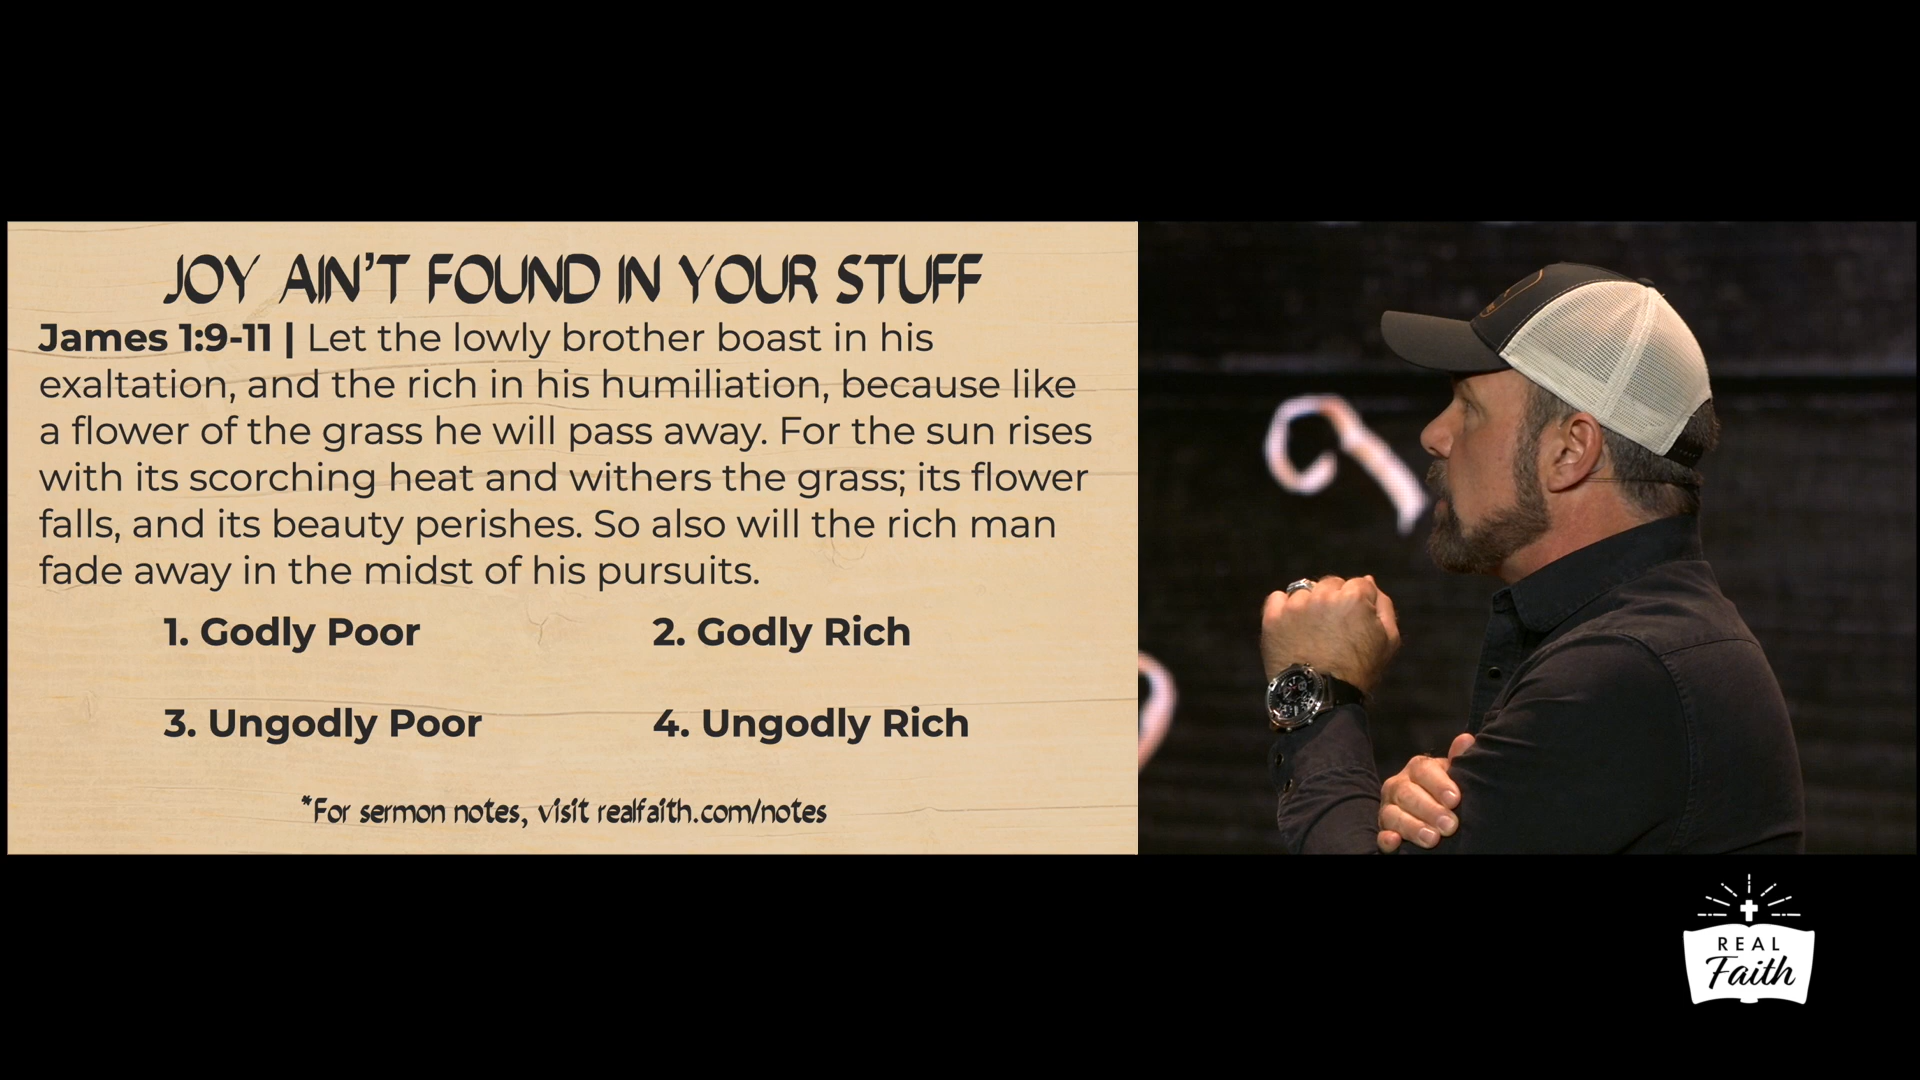 JOY AIN'T FOUND IN YOUR STUFF
James 1:9-11 | Let the lowly brother boast in his
exaltation, and the rich in his humiliation, because like
a flower of the grass he will pass away. For the sun rises
with its scorching heat and withers the grass; its flower
falls, and its beauty perishes. So also will the rich man
fade away in the midst of his pursuits.
1. Godly Poor
2. Godly Rich
3. Ungodly Poor
4. Ungodly Rich
*For sermon notes, visit realfaith.com/notes
REAL
Faith